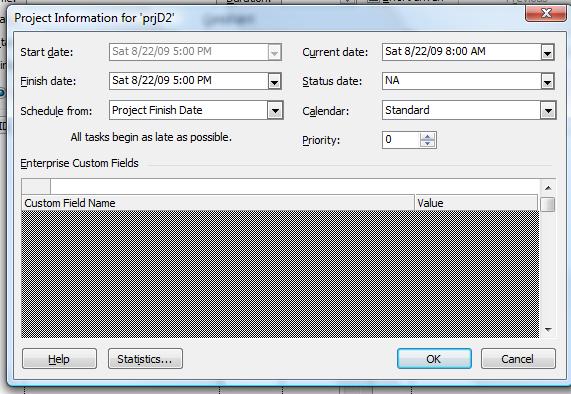 Duration
Previous
Project Information for 'prjD2'
Start date: Sat 8/22/09 5:00 PM Current date: Sat 8/22/09 8:00 AM
Finish date: Sat 8/22/09 5:00 PM Status date: NA
Schedule from: Project Finish Date Calendar: Standard
All tasks begin as late as possible. Priority: 0
Enterprise Custom Fields
Custom Field Name Value
Help Statistics... OK Cancel